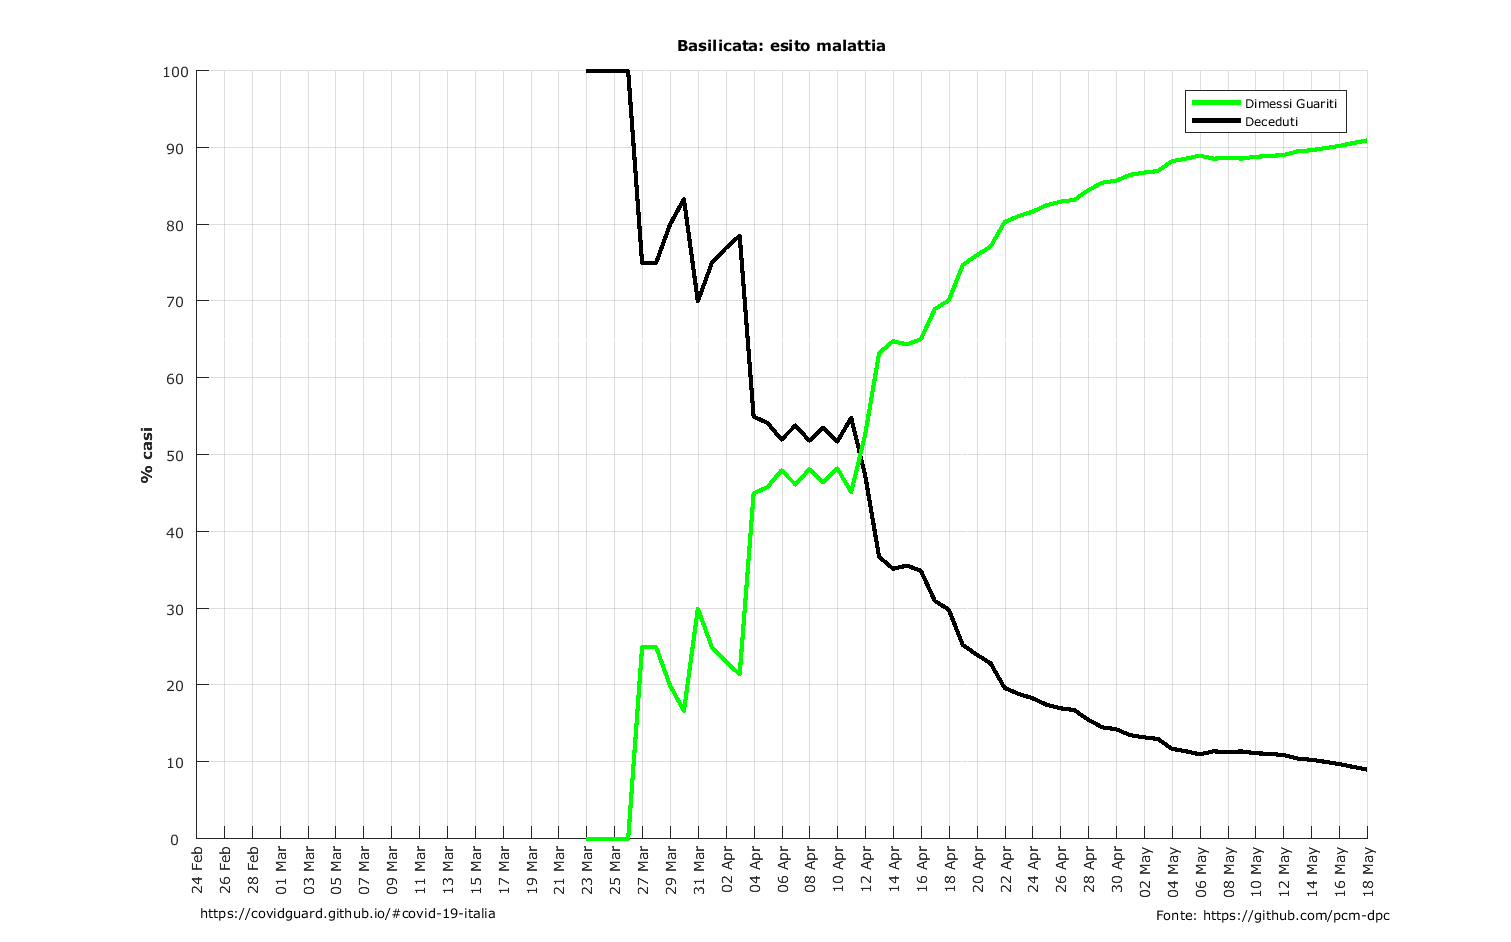 Basilicata: esito malattia
Dimessi Guariti
Deceduti
% casi
100
90
80
70
60
50
40
30
20
10
0
24 Feb
26 Feb
28 Feb
01 Mar
03 Mar
05 Mar
07 Mar
09 Mar
11 Mar
13 Mar
15 Mar
17 Mar
19 Mar
21 Mar
23 Mar
25 Mar
27 Mar
29 Mar
31 Mar
02 Apr
04 Apr
06 Apr
08 Apr
10 Apr
12 Apr
14 Apr
16 Apr
18 Apr
20 Apr
22 Apr
24 Apr
26 Apr
28 Apr
30 Apr
02 May
04 May
06 May
08 May
10 May
12 May
14 May
16 May
18 May
https://covidguard.github.io/#covid-19-italia
Fonte: https://github.com/pcm-dpc